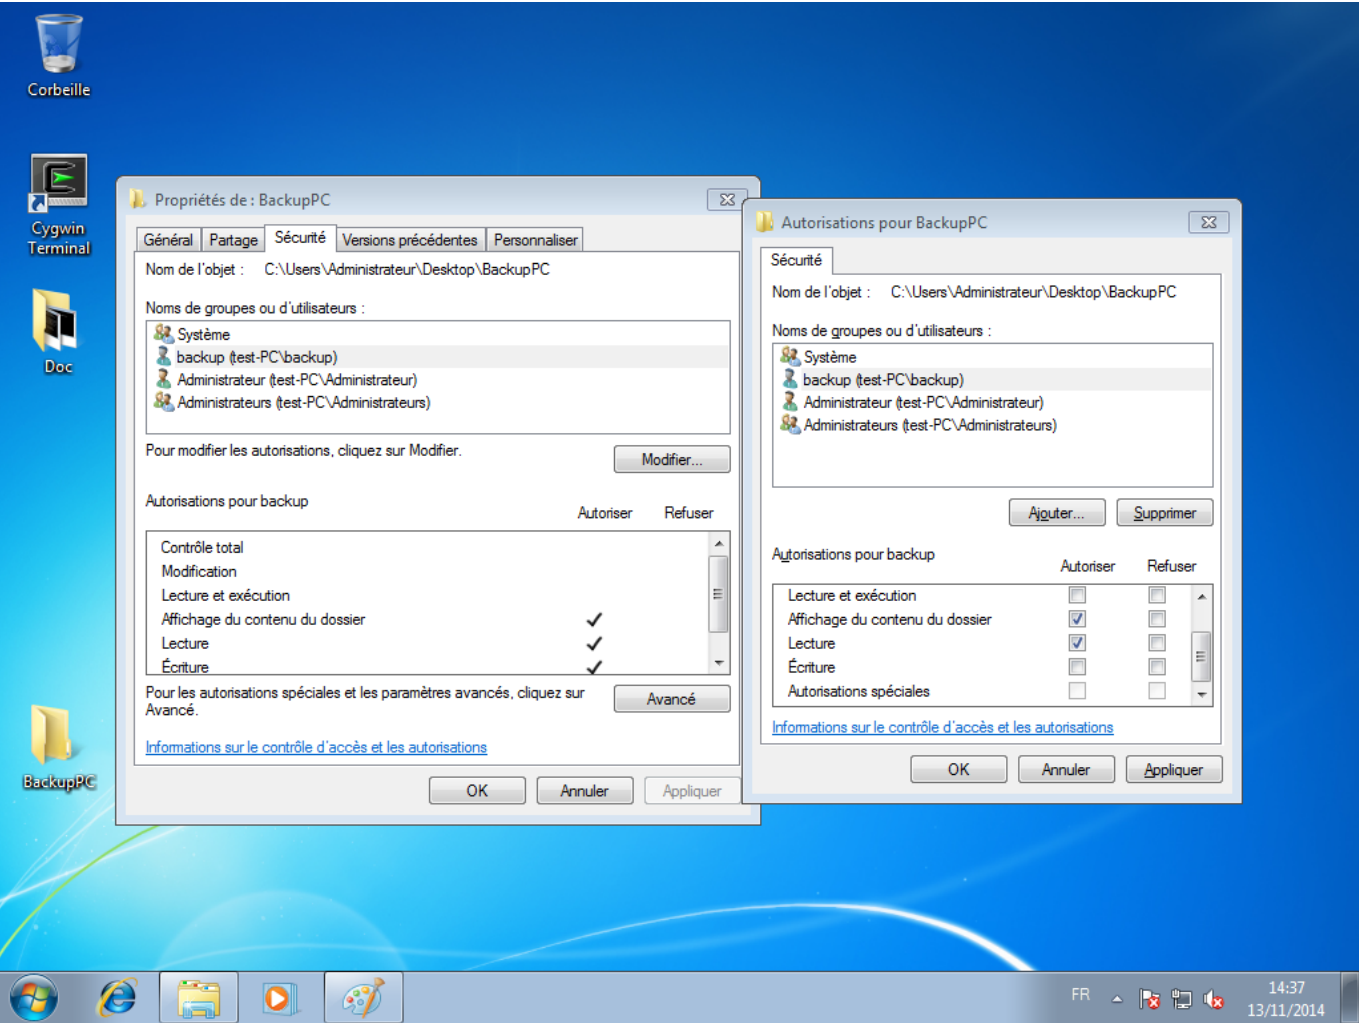 Corbeille
Cygwin
Terminal
Doc
BackupPC
Propriétés de : BackupPC
Général
Partage
Sécurité
Versions précédentes
Personnaliser
Nom de l'objet : C:\Users\Administrateur\Desktop\BackupPC
Noms de groupes ou d'utilisateurs :
Système
backup (test-PC\backup)
Administrateur (test-PC\Administrateur)
Administrateurs (test-PC\Administrateurs)
Pour modifier les autorisations, cliquez sur Modifier.
Modifier...
Autorisations pour backup
Autoriser Refuser
Contrôle total
Modification
Lecture et exécution
Affichage du contenu du dossier
Lecture
Écriture
Pour les autorisations spéciales et les paramètres avancés, cliquez sur
Avancé.
Avancé
Informations sur le contrôle d'accès et les autorisations
OK Annuler Appliquer
Autorisations pour BackupPC
Sécurité
Nom de l'objet : C:\Users\Administrateur\Desktop\BackupPC
Noms de groupes ou d'utilisateurs :
Système
backup (test-PC\backup)
Administrateur (test-PC\Administrateur)
Administrateurs (test-PC\Administrateurs)
Ajouter... Supprimer
Autorisations pour backup
Autoriser Refuser
Lecture et exécution
Affichage du contenu du dossier
Lecture
Écriture
Autorisations spéciales
Informations sur le contrôle d'accès et les autorisations
OK Annuler Appliquer
FR
14:37
13/11/2014